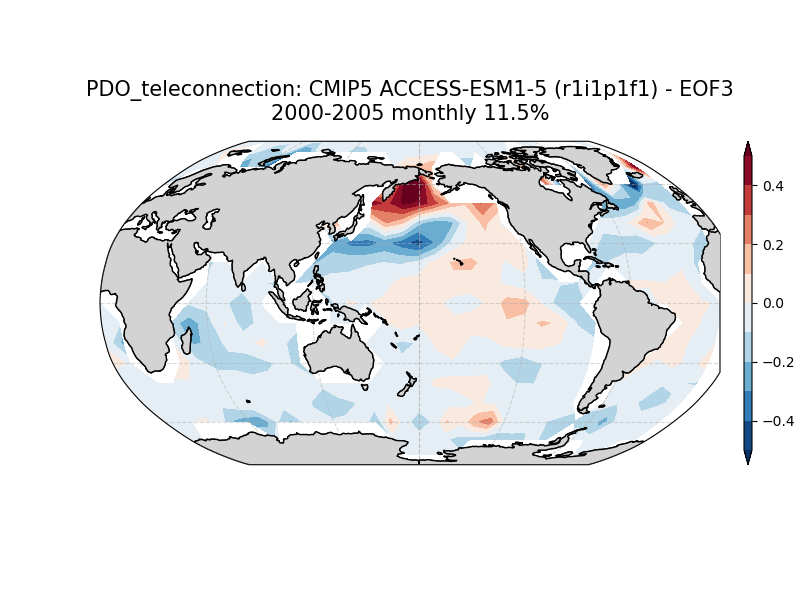 PDO_teleconnection: CMIP5 ACCESS-ESM1-5 (r1i1p1f1) - EOF3
2000-2005 monthly 11.5%
0.4
0.2
0.0
−0.2
−0.4